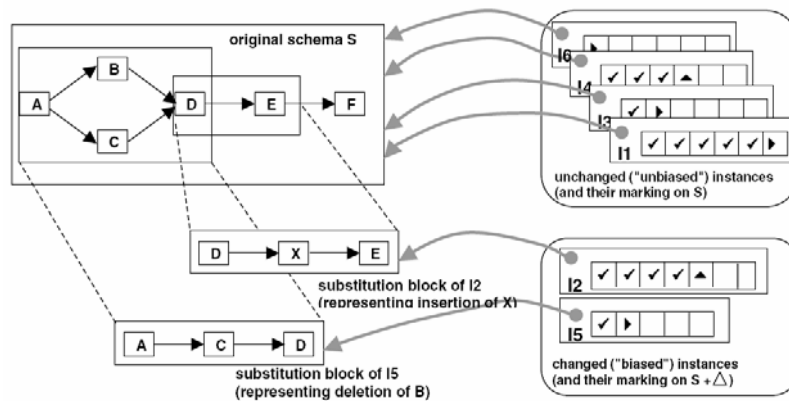 original schema S
A
B
C
D
E
F
I6
I4
I3
I1
unchanged ("unbiased") instances
(and their marking on S)
D
X
E
substitution block of I2
(representing insertion of X)
A
C
D
substitution block of I5
(representing deletion of B)
I2
I5
changed ("biased") instances
(and their marking on S +△)